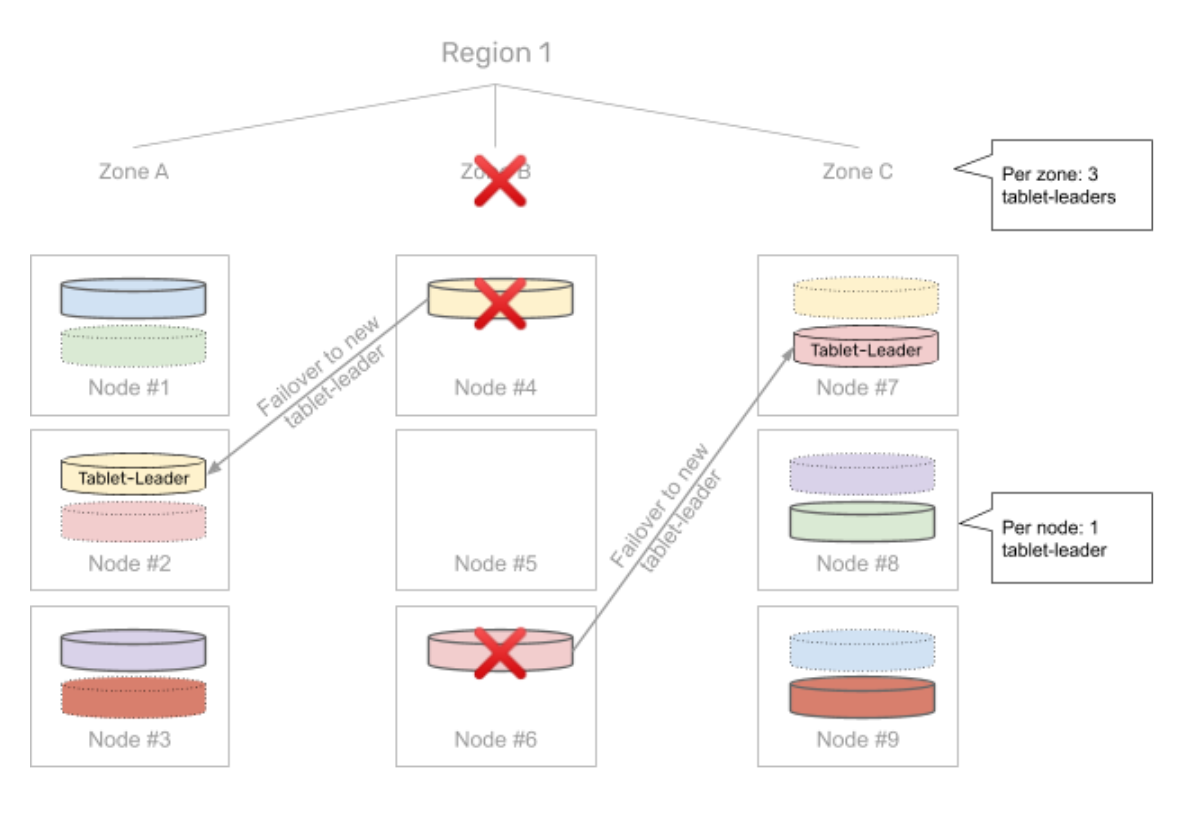 Region 1
Zone A
Zone B
Zone C
Per zone: 3
tablet-leaders
Node #1
Failover to new
tablet-leader
Node #4
Tablet-Leader
Node #7
Tablet-Leader
Node #2
Node #5
Failover to new
tablet-leader
Node #8
Per node: 1
tablet-leader
Node #3
Node #6
Node #9